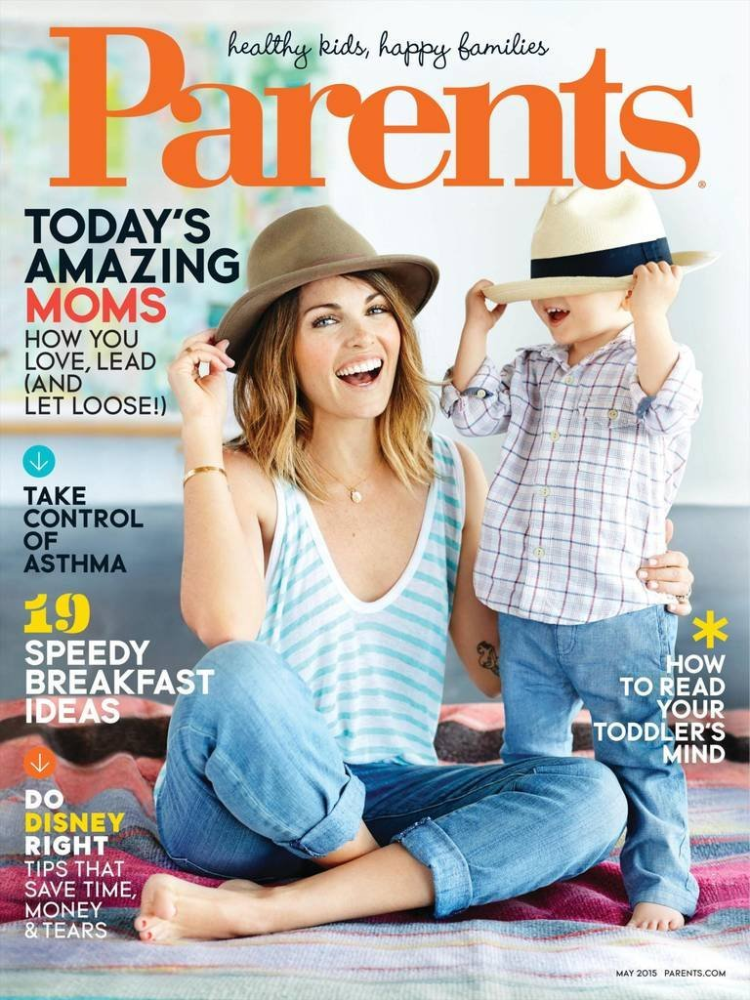 healthy kids, happy families
Parents®
TODAY'S
AMAZING
MOMS
HOW YOU
LOVE, LEAD
(AND
LET LOOSE!)
TAKE
CONTROL
OF
ASTHMA
19
SPEEDY
BREAKFAST
IDEAS
DO
DISNEY
RIGHT
TIPS THAT
SAVE TIME,
MONEY
& TEARS
*
HOW
TO READ
YOUR
TODDLER'S
MIND
MAY 2015 PARENTS.COM